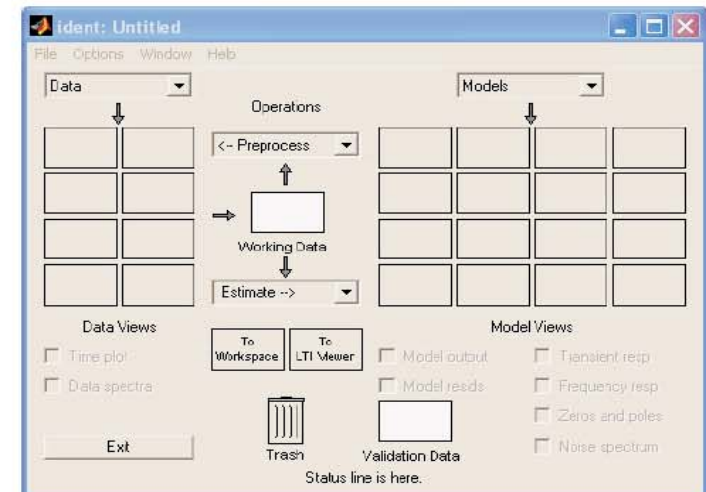 ident: Untitled
File Options Window Help
Data
Models
Operations
<-- Preprocess
Working Data
Estimate -->
Data Views
Model Views
To Workspace
To LTI Viewer
Time plot
Data spectra
Model output
Model resids
Transient resp
Frequency resp
Zeros and poles
Noise spectrum
Exit
Trash
Validation Data
Status line is here.